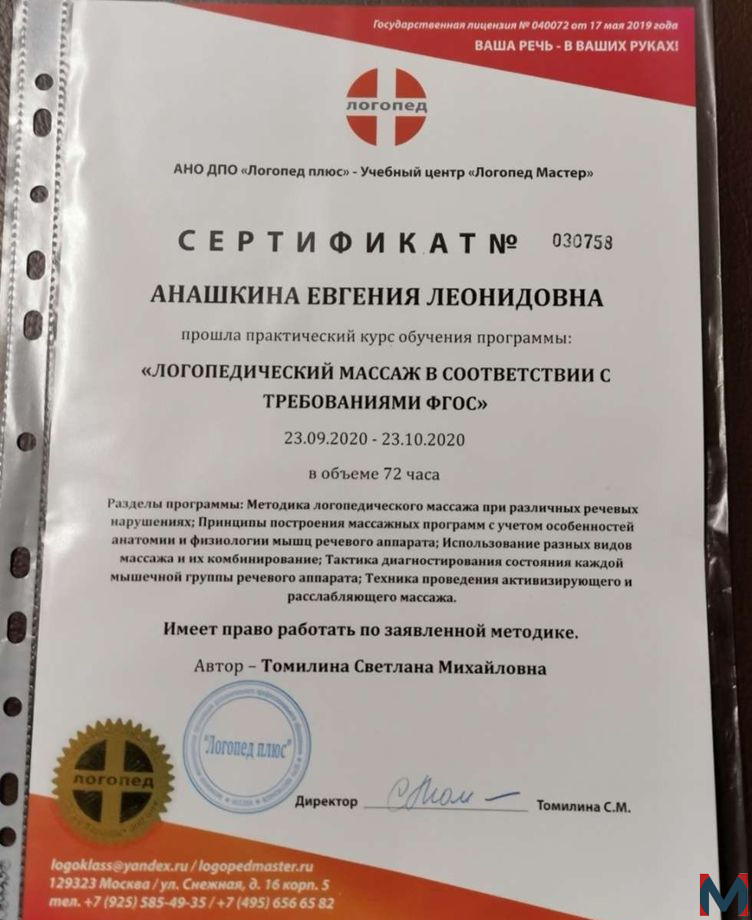 Государственная лицензия № 040072 от 17 мая 2019 года
ВАША РЕЧЬ - В ВАШИХ РУКАХ!
ЛОГОПЕД
АНО ДПО «Логопед плюс» - Учебный центр «Логопед Мастер»
СЕРТИФИКАТ № 030758
АНАШКИНА ЕВГЕНИЯ ЛЕОНИДОВНА
прошла практический курс обучения программы:
«ЛОГОПЕДИЧЕСКИЙ МАССАЖ В СООТВЕТСТВИИ С
ТРЕБОВАНИЯМИ ФГОС»
23.09.2020 - 23.10.2020
в объеме 72 часа
Разделы программы: Методика логопедического массажа при различных речевых
нарушениях; Принципы построения массажных программ с учетом особенностей
анатомии и физиологии мышц речевого аппарата; Использование разных видов
массажа и их комбинирование; Тактика диагностирования состояния каждой
мышечной группы речевого аппарата; Техника проведения активизирующего и
расслабляющего массажа.
Имеет право работать по заявленной методике.
Автор – Томилина Светлана Михайловна
"Логопед плюс"
ЛОГОПЕД
Директор Томилина С.М.
logoklass@yandex.ru / logopedmaster.ru
129323 Москва / ул. Снежная, д. 16 корп. 5
тел. +7 (925) 585-49-35 / +7 (495) 656 65 82
M